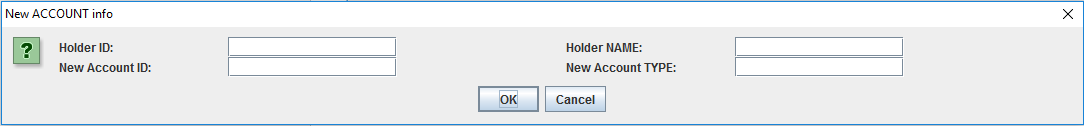 New ACCOUNT info
?
Holder ID: Holder NAME:
New Account ID: New Account TYPE:
OK Cancel